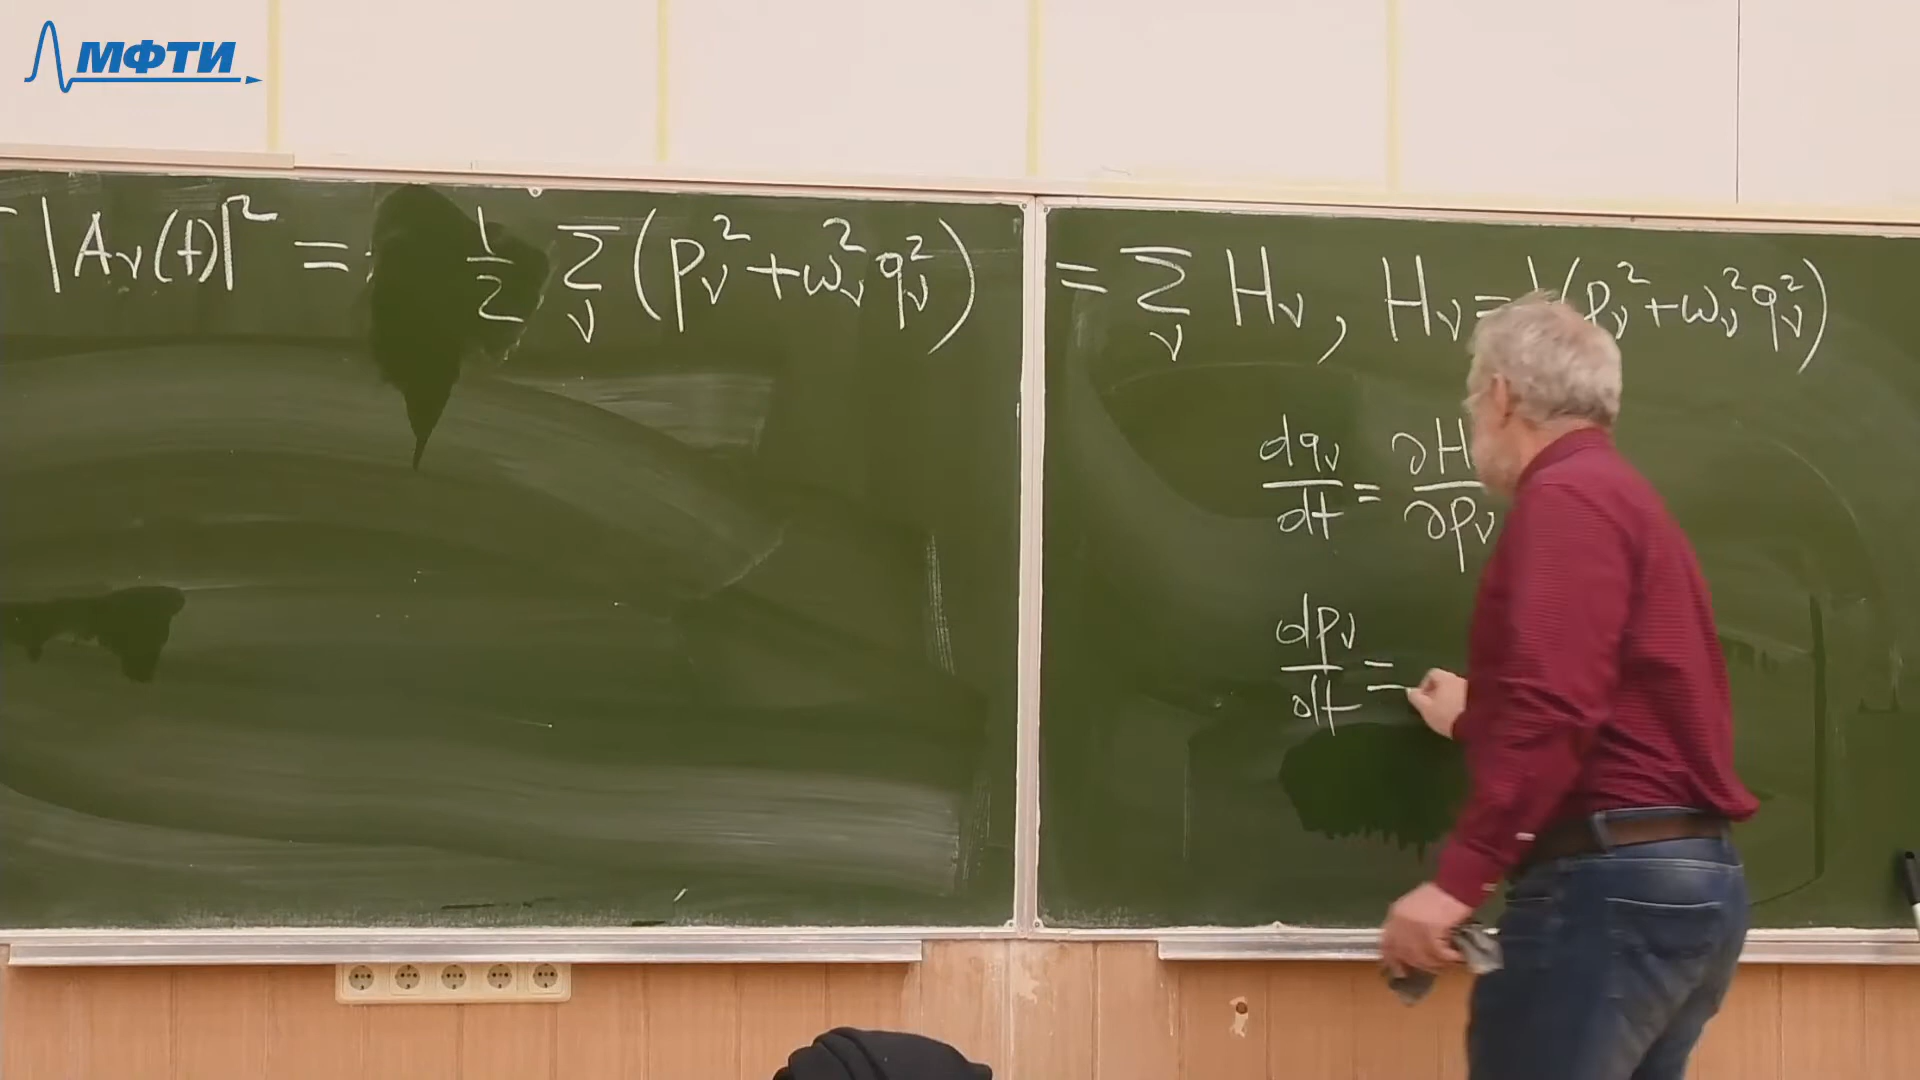 МФТИ
|A_ν(t)|² = ½ Σ_ν (p_ν² + ω_ν² q_ν²) = Σ_ν H_ν , H_ν = (p_ν² + ω_ν² q_ν²)
dq_ν/dt = ∂H/∂p_ν
dp_ν/dt =